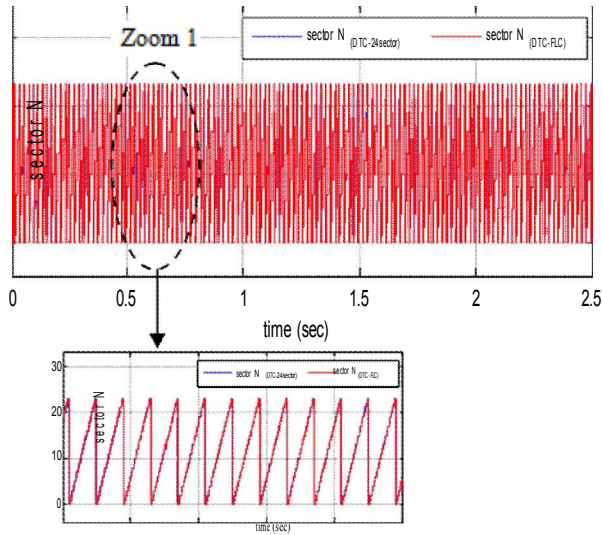 Zoom 1
sector N (DTC-24sector) sector N (DTC-FLC)
sector N
0 0.5 1 1.5 2 2.5
time (sec)
sector N (DTC-24sector) sector N (DTC-FLC)
30
20
10
0
sector N
time (sec)